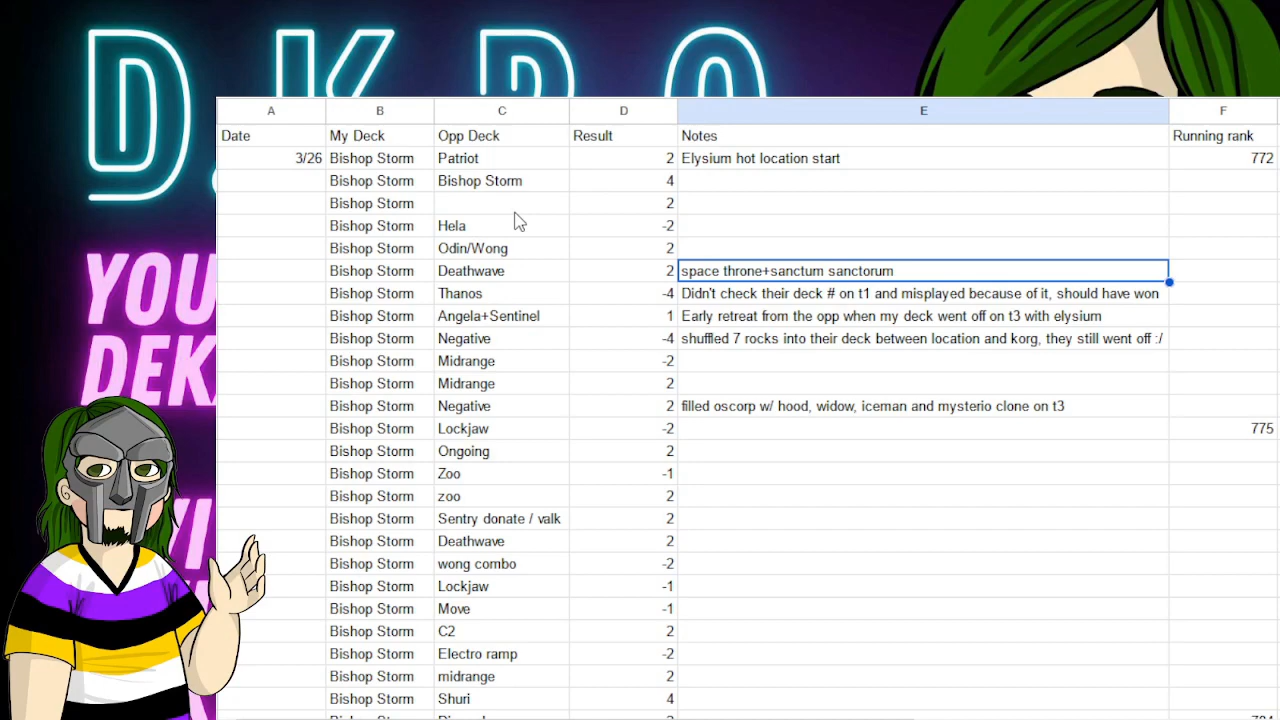 D.K.D.O
A B C D E F
Date My Deck Opp Deck Result Notes Running rank
3/26 Bishop Storm Patriot 2 Elysium hot location start 772
Bishop Storm Bishop Storm 4
Bishop Storm 2
Bishop Storm Hela -2
YOU Bishop Storm Odin/Wong 2
Bishop Storm Deathwave 2 space throne+sanctum sanctorum
Bishop Storm Thanos -4 Didn't check their deck # on t1 and misplayed because of it, should have won
Bishop Storm Angela+Sentinel 1 Early retreat from the opp when my deck went off on t3 with elysium
Bishop Storm Negative -4 shuffled 7 rocks into their deck between location and korg, they still went off :/
DEK Bishop Storm Midrange -2
Bishop Storm Midrange 2
Bishop Storm Negative 2 filled oscorp w/ hood, widow, iceman and mysterio clone on t3
Bishop Storm Lockjaw -2 775
Bishop Storm Ongoing 2
Bishop Storm Zoo -1
Bishop Storm zoo 2
Bishop Storm Sentry donate / valk 2
Bishop Storm Deathwave 2
Bishop Storm wong combo -2
Bishop Storm Lockjaw -1
Bishop Storm Move -1
Bishop Storm C2 2
Bishop Storm Electro ramp -2
Bishop Storm midrange 2
Bishop Storm Shuri 4